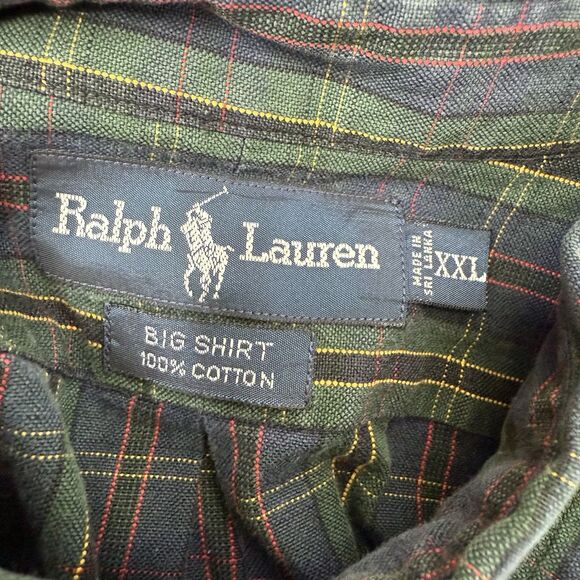 Ralph Lauren
MADE IN
SRI LANKA
XXL
BIG SHIRT
100% COTTON